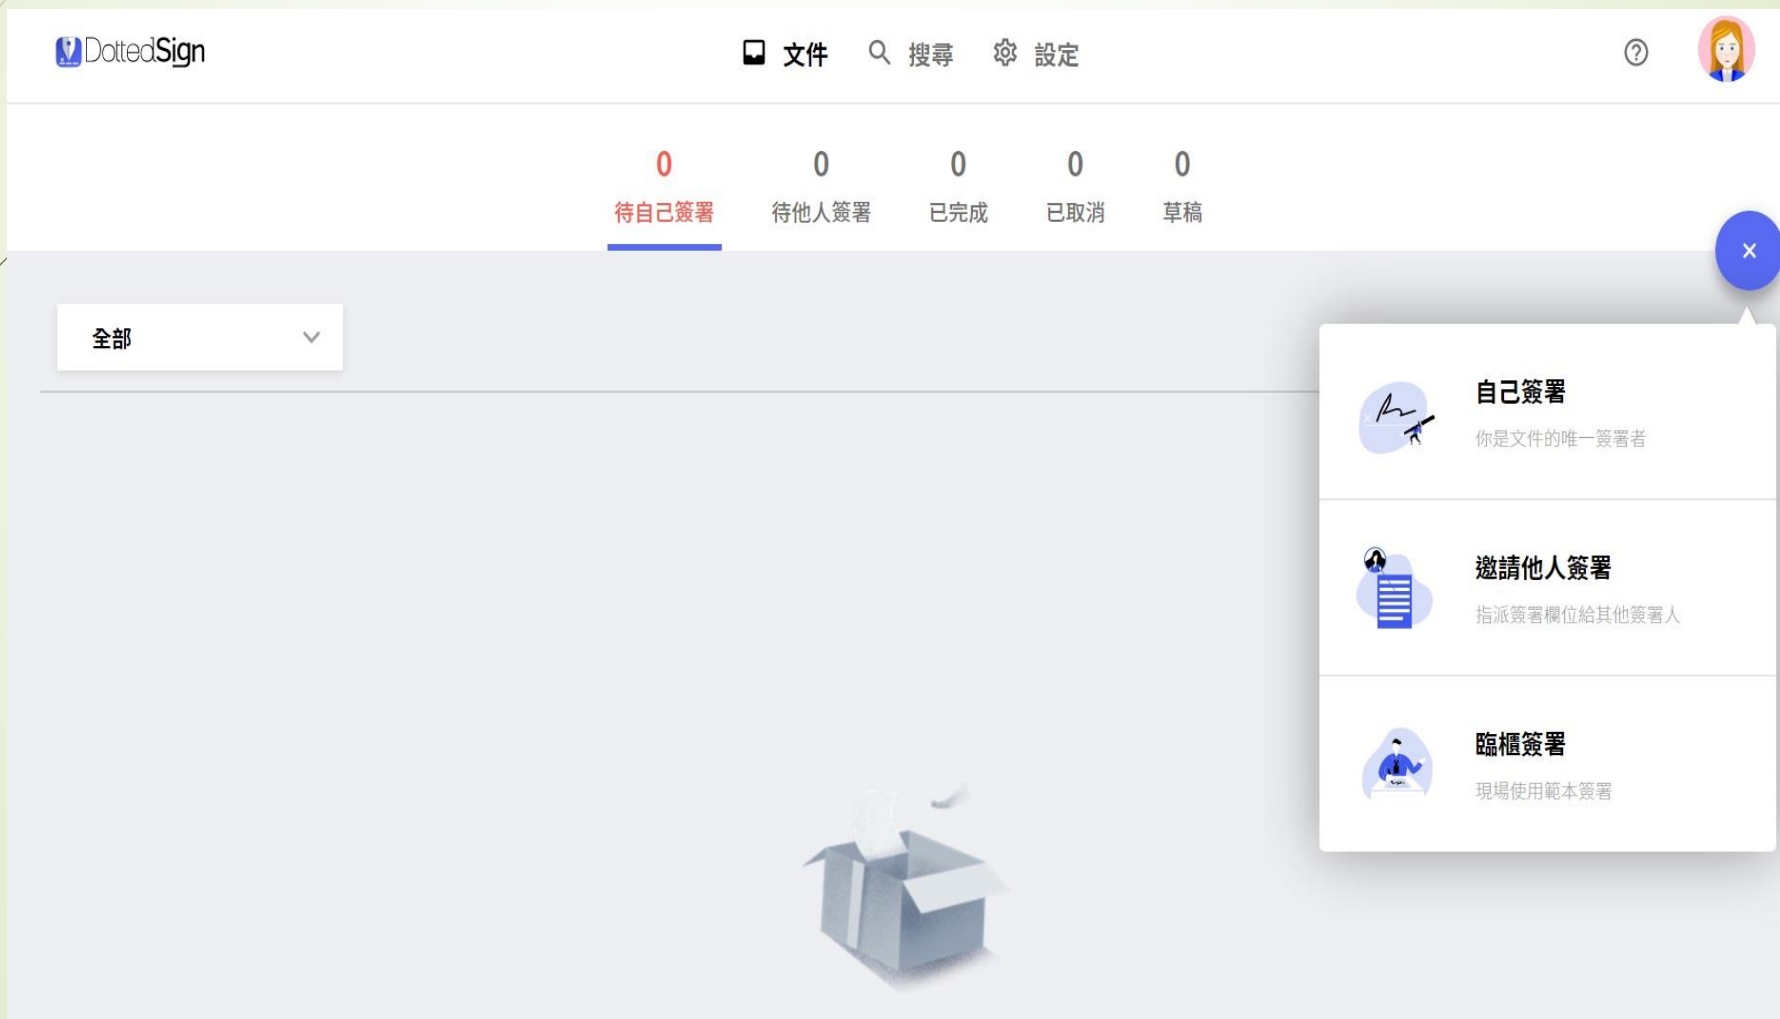 DottedSign
文件 搜尋 設定
0 0 0 0 0
待自己簽署 待他人簽署 已完成 已取消 草稿
全部
自己簽署
你是文件的唯一簽署者
邀請他人簽署
指派簽署欄位給其他簽署人
臨櫃簽署
現場使用範本簽署